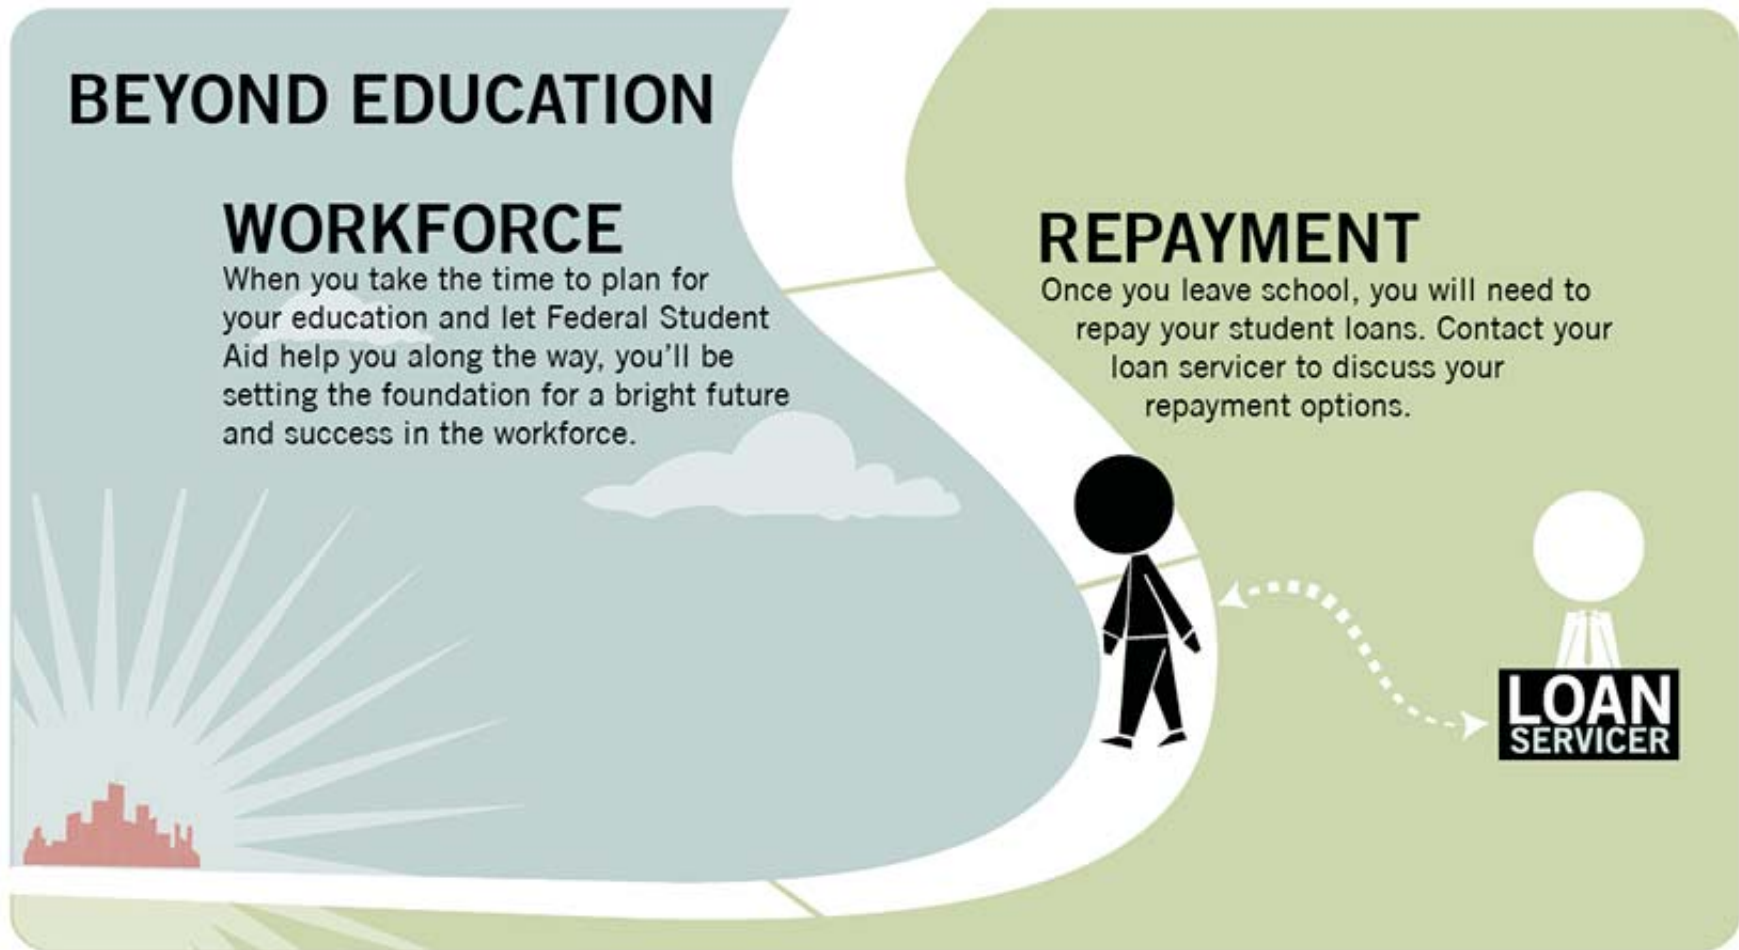 BEYOND EDUCATION
WORKFORCE
When you take the time to plan for
your education and let Federal Student
Aid help you along the way, you'll be
setting the foundation for a bright future
and success in the workforce.
REPAYMENT
Once you leave school, you will need to
repay your student loans. Contact your
loan servicer to discuss your
repayment options.
LOAN
SERVICER